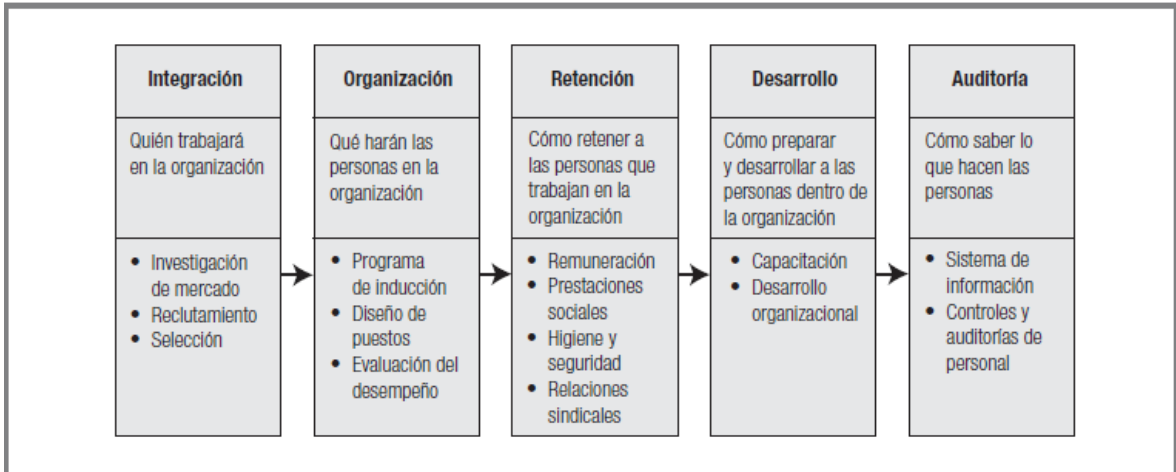 Integración
Quién trabajará
en la organización
• Investigación
de mercado
• Reclutamiento
• Selección
Organización
Qué harán las
personas en la
organización
• Programa
de inducción
• Diseño de
puestos
• Evaluación del
desempeño
Retención
Cómo retener a
las personas que
trabajan en la
organización
• Remuneración
• Prestaciones
sociales
• Higiene y
seguridad
• Relaciones
sindicales
Desarrollo
Cómo preparar
y desarrollar a las
personas dentro de
la organización
• Capacitación
• Desarrollo
organizacional
Auditoría
Cómo saber lo
que hacen las
personas
• Sistema de
información
• Controles y
auditorías de
personal